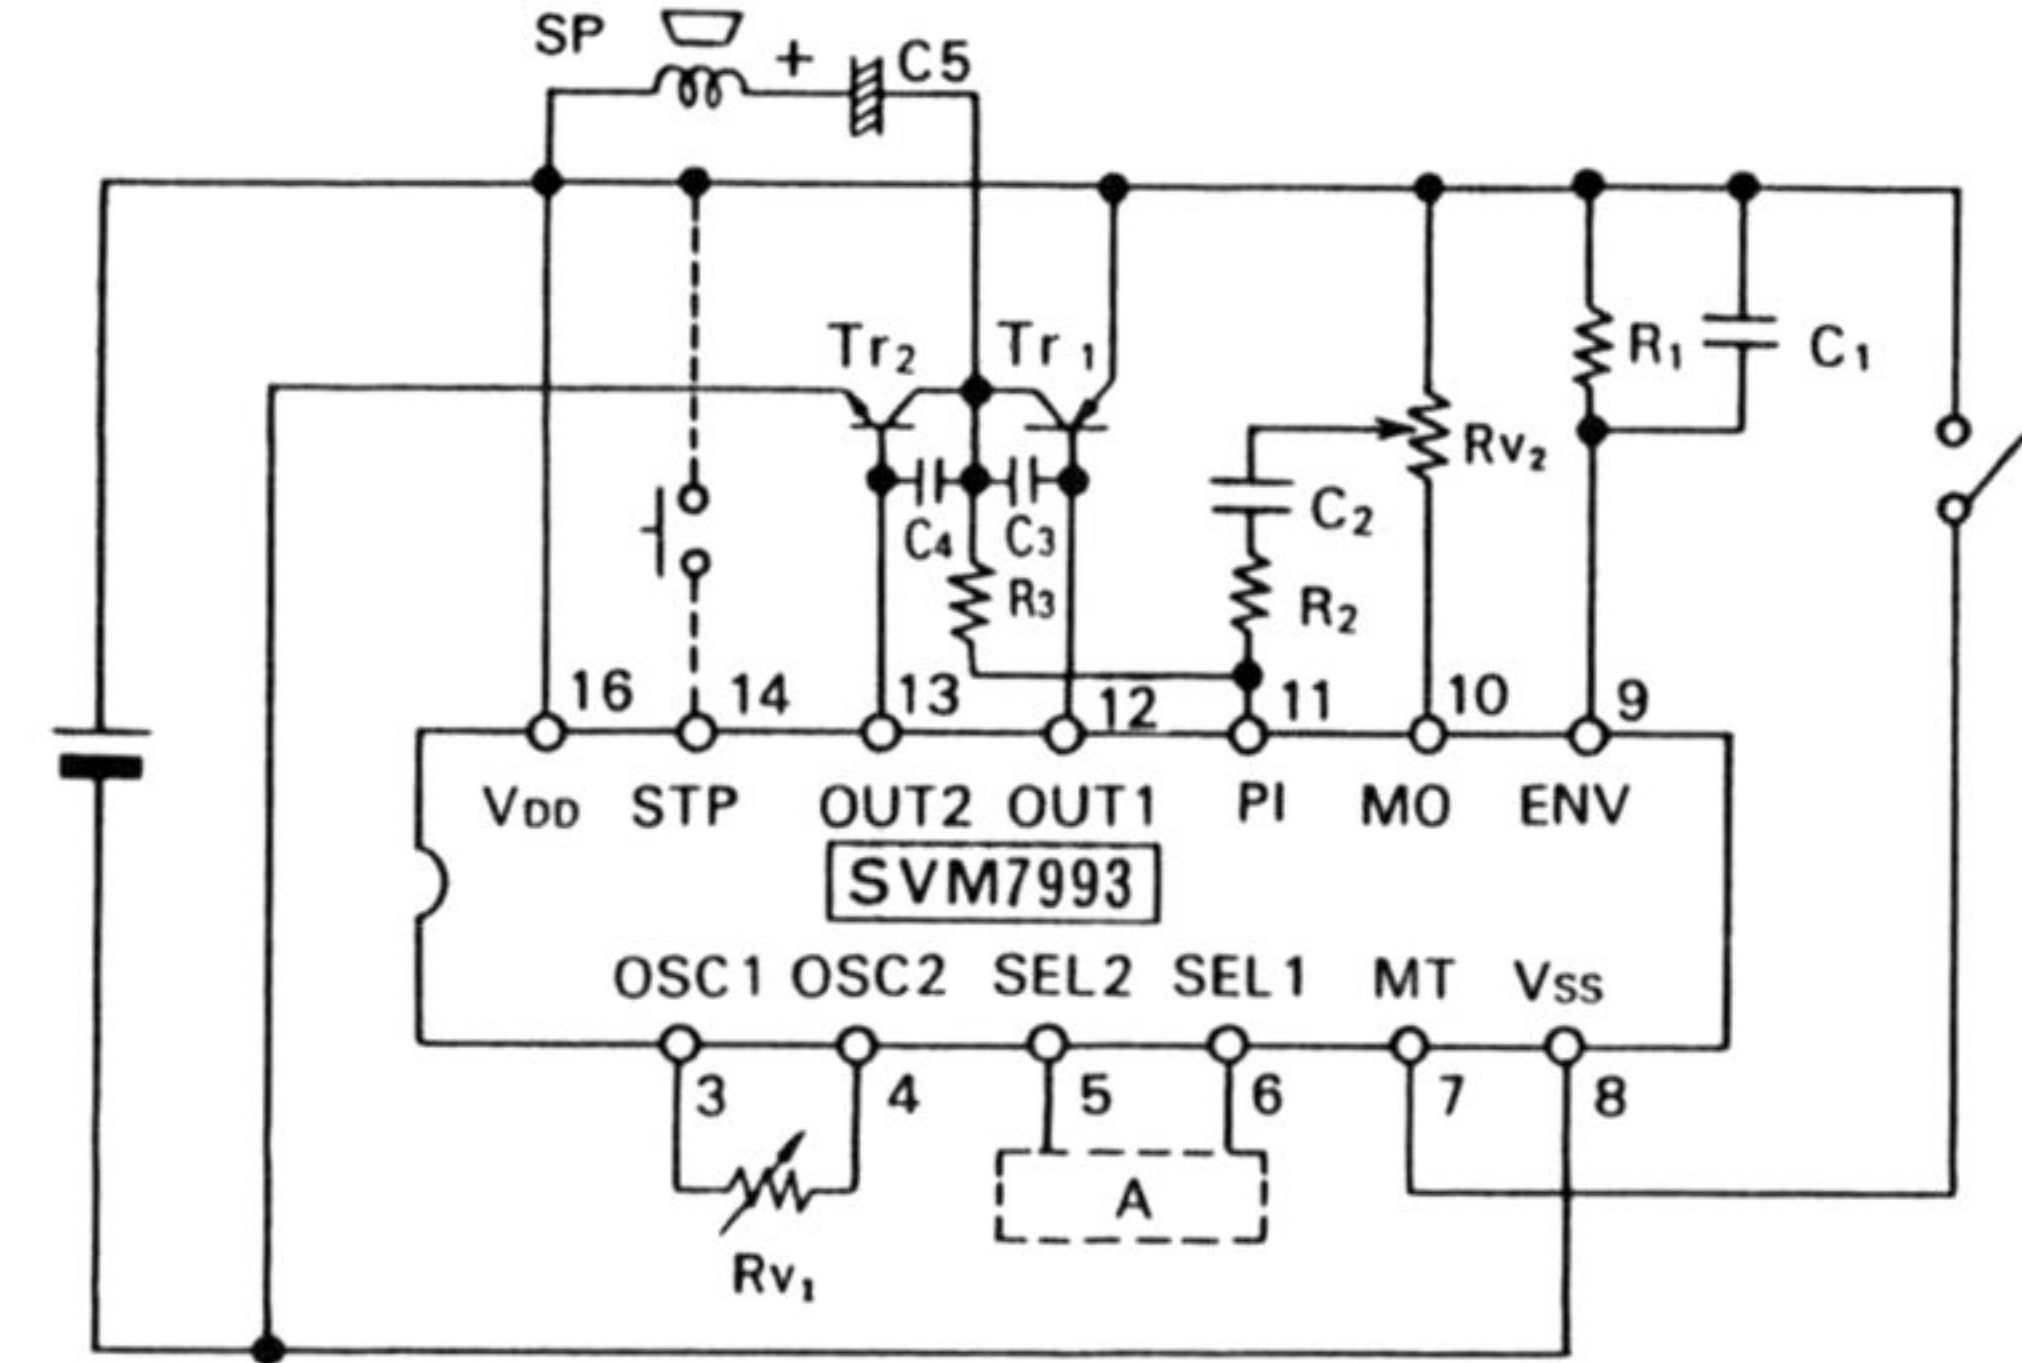 SP + C5
Tr₂ Tr₁
R₁ C₁
Rv₂
C₂
C₄ C₃
R₃ R₂
16 14 13 12 11 10 9
VDD STP OUT2 OUT1 PI MO ENV
SVM7993
OSC1 OSC2 SEL2 SEL1 MT VSS
3 4 5 6 7 8
A
Rv₁